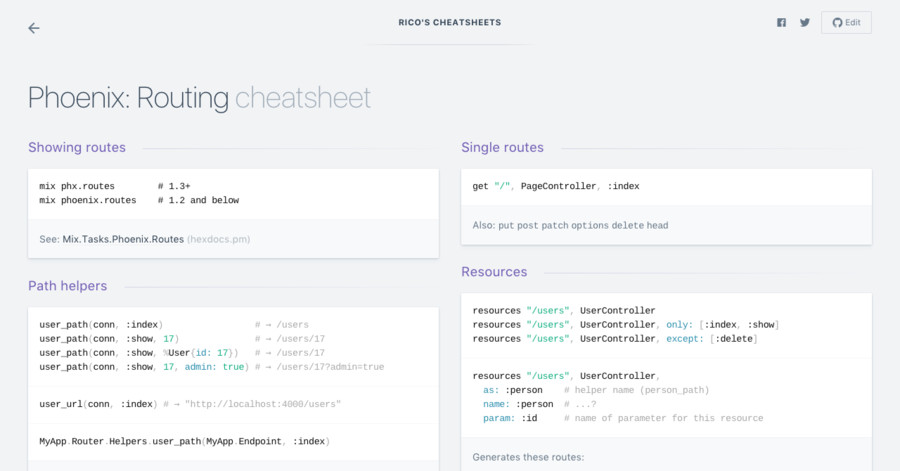 RICO'S CHEATSHEETS
Edit
Phoenix: Routing cheatsheet
Showing routes
mix phx.routes # 1.3+
mix phoenix.routes # 1.2 and below
See: Mix.Tasks.Phoenix.Routes (hexdocs.pm)
Path helpers
user_path(conn, :index) # → /users
user_path(conn, :show, 17) # → /users/17
user_path(conn, :show, %User{id: 17}) # → /users/17
user_path(conn, :show, 17, admin: true) # → /users/17?admin=true
user_url(conn, :index) # → "http://localhost:4000/users"
MyApp.Router.Helpers.user_path(MyApp.Endpoint, :index)
Single routes
get "/", PageController, :index
Also: put post patch options delete head
Resources
resources "/users", UserController
resources "/users", UserController, only: [:index, :show]
resources "/users", UserController, except: [:delete]
resources "/users", UserController,
as: :person # helper name (person_path)
name: :person # ...?
param: :id # name of parameter for this resource
Generates these routes: